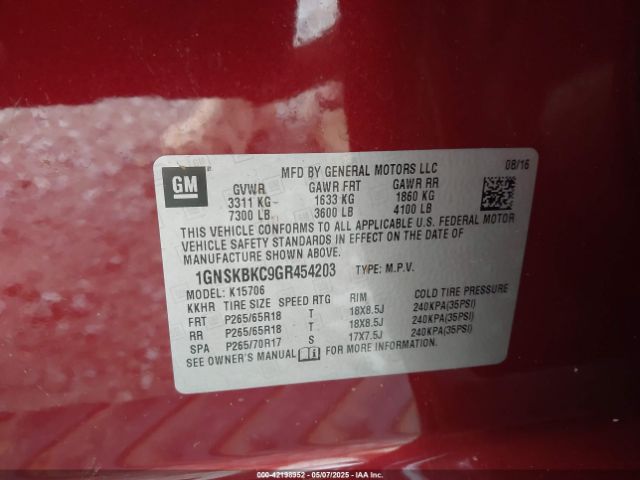 GM
MFD BY GENERAL MOTORS LLC
08/16
GVWR GAWR FRT GAWR RR
3311 KG 1633 KG 1860 KG
7300 LB 3600 LB 4100 LB
THIS VEHICLE CONFORMS TO ALL APPLICABLE U.S. FEDERAL MOTOR
VEHICLE SAFETY STANDARDS IN EFFECT ON THE DATE OF
MANUFACTURE SHOWN ABOVE.
1GNSKBKC9GR454203 TYPE: M.P.V.
MODEL: K15706
KKHR TIRE SIZE SPEED RTG RIM COLD TIRE PRESSURE
FRT P265/65R18 T 18X8.5J 240KPA(35PSI)
RR P265/65R18 T 18X8.5J 240KPA(35PSI)
SPA P265/70R17 S 17X7.5J 240KPA(35PSI)
SEE OWNER'S MANUAL FOR MORE INFORMATION
000-42198952 - 05/07/2025 - IAAI.COM